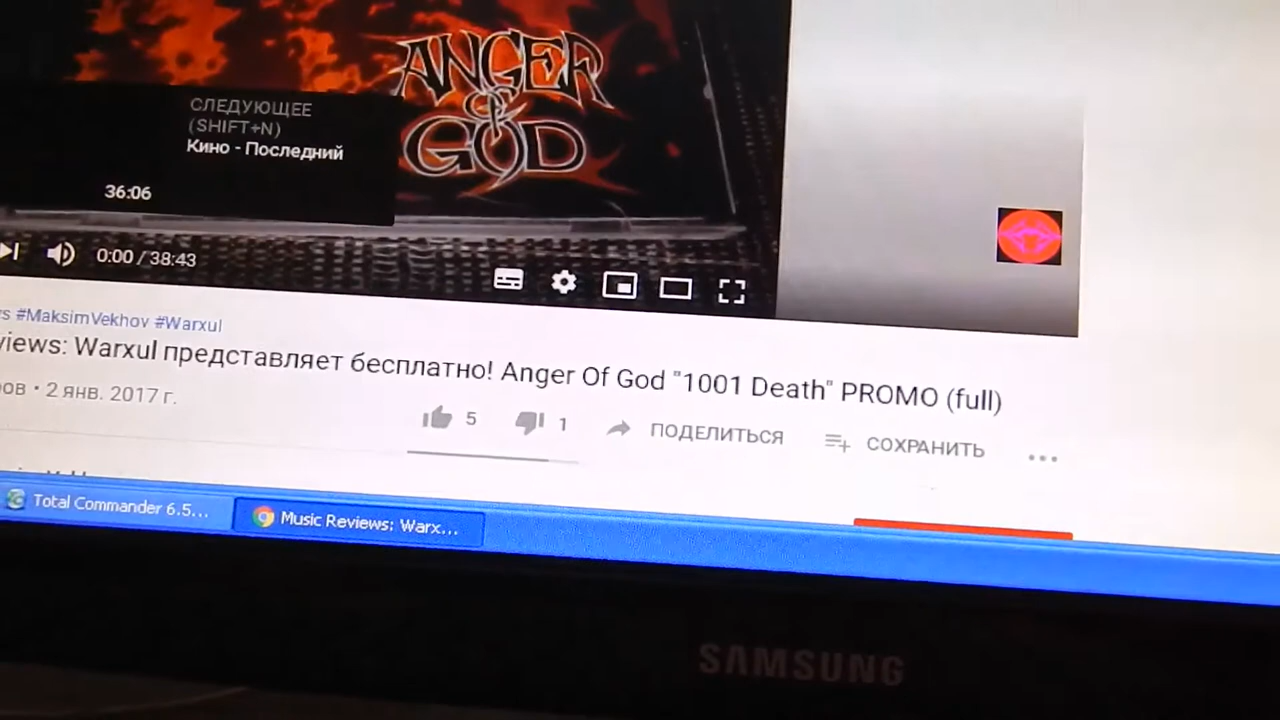 ANGER
OF
GOD
СЛЕДУЮЩЕЕ
(SHIFT+N)
Кино - Последний
36:06
0:00 / 38:43
#MaksimVekhov #Warxul
views: Warxul представляет бесплатно! Anger Of God "1001 Death" PROMO (full)
ов • 2 янв. 2017 г.
5 1 ПОДЕЛИТЬСЯ СОХРАНИТЬ
Total Commander 6.5... Music Reviews: Warx...
SAMSUNG